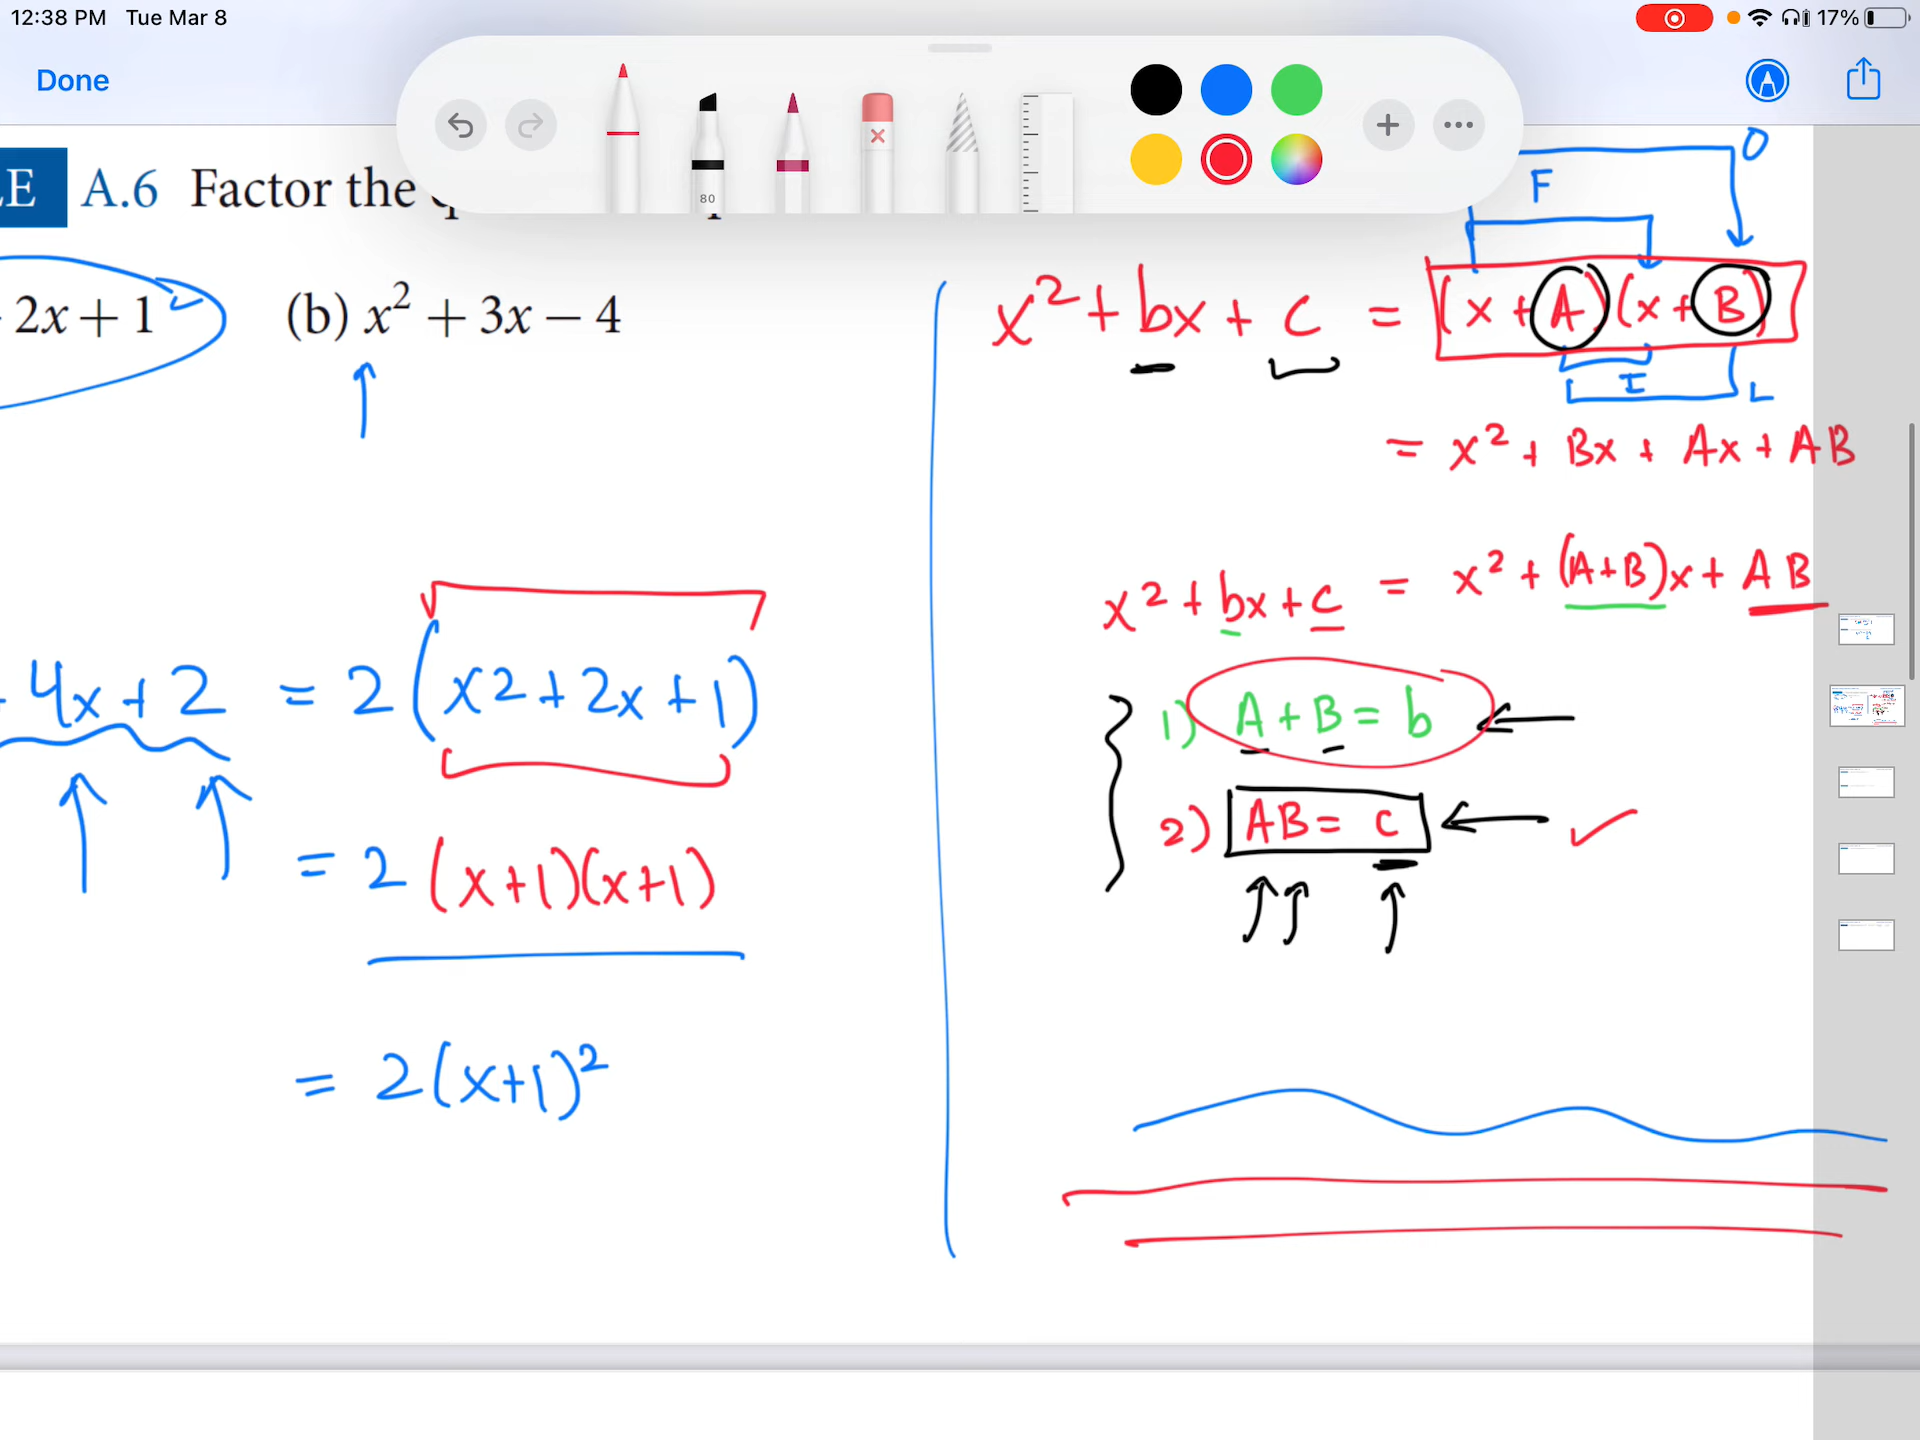 12:38 PM Tue Mar 8
17%
Done
80
E A.6 Factor the
2x + 1
(b) x² + 3x − 4
4x + 2 = 2(x2 + 2x + 1)
= 2(x+1)(x+1)
= 2(x+1)²
O
F
x² + bx + c = (x + A)(x + B)
I
L
= x² + Bx + Ax + AB
x² + bx + c = x² + (A+B)x + AB
1) A + B = b
2) AB = c